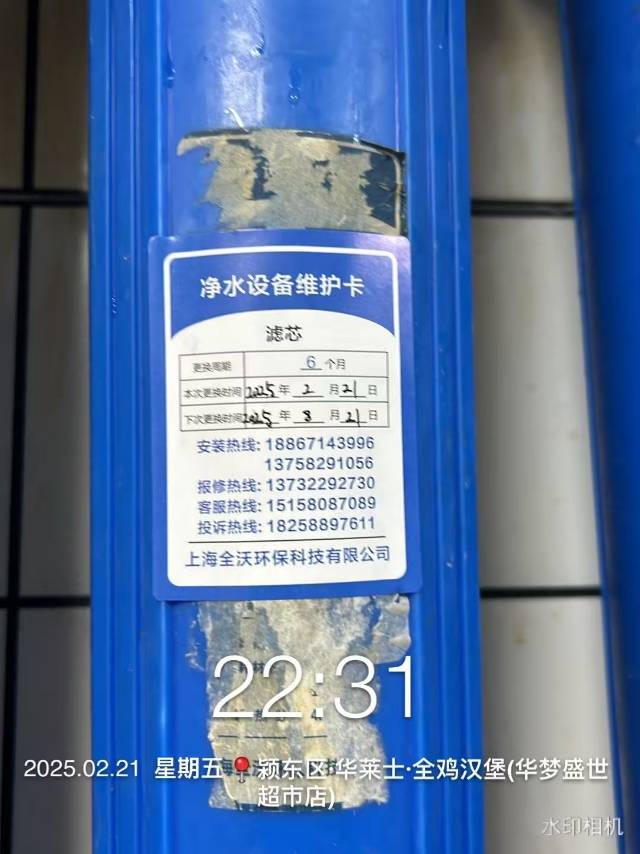 净水设备维护卡
滤芯
更换周期 6 个月
本次更换时间 2025 年 2 月 21 日
下次更换时间 2025 年 8 月 21 日
安装热线: 18867143996
13758291056
报修热线: 13732292730
客服热线: 15158087089
投诉热线: 18258897611
上海全沃环保科技有限公司
22:31
2025.02.21 星期五 颍东区·华莱士·全鸡汉堡(华梦盛世
超市店)
水印相机